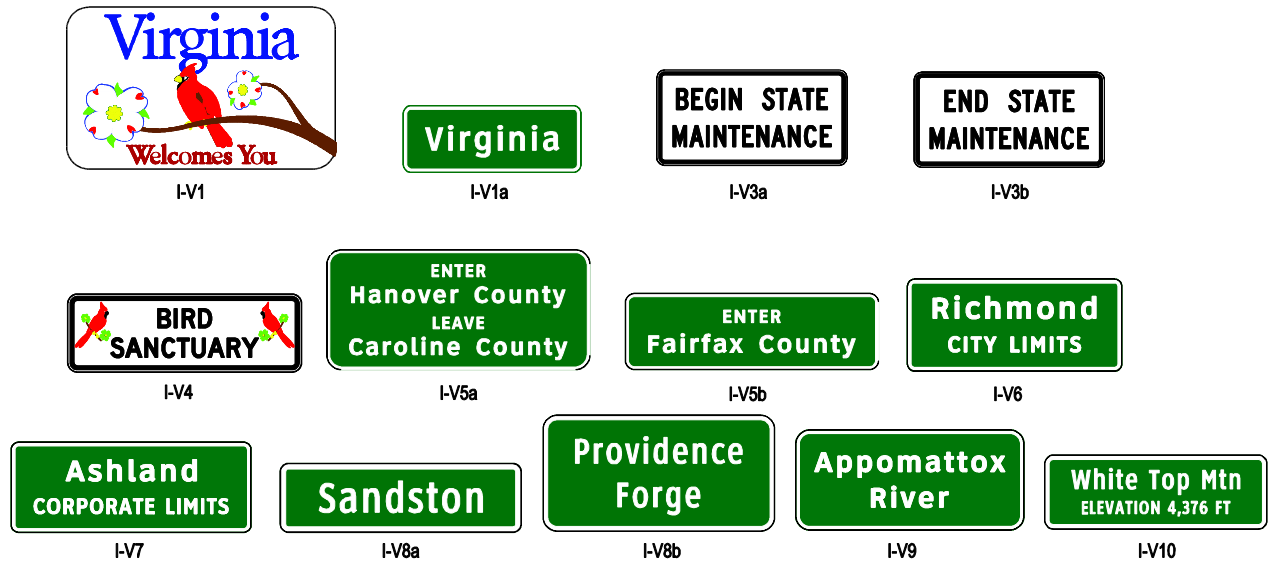 Virginia
Welcomes You
I-V1
Virginia
I-V1a
BEGIN STATE
MAINTENANCE
I-V3a
END STATE
MAINTENANCE
I-V3b
BIRD
SANCTUARY
I-V4
ENTER
Hanover County
LEAVE
Caroline County
I-V5a
ENTER
Fairfax County
I-V5b
Richmond
CITY LIMITS
I-V6
Ashland
CORPORATE LIMITS
I-V7
Sandston
I-V8a
Providence
Forge
I-V8b
Appomattox
River
I-V9
White Top Mtn
ELEVATION 4,376 FT
I-V10